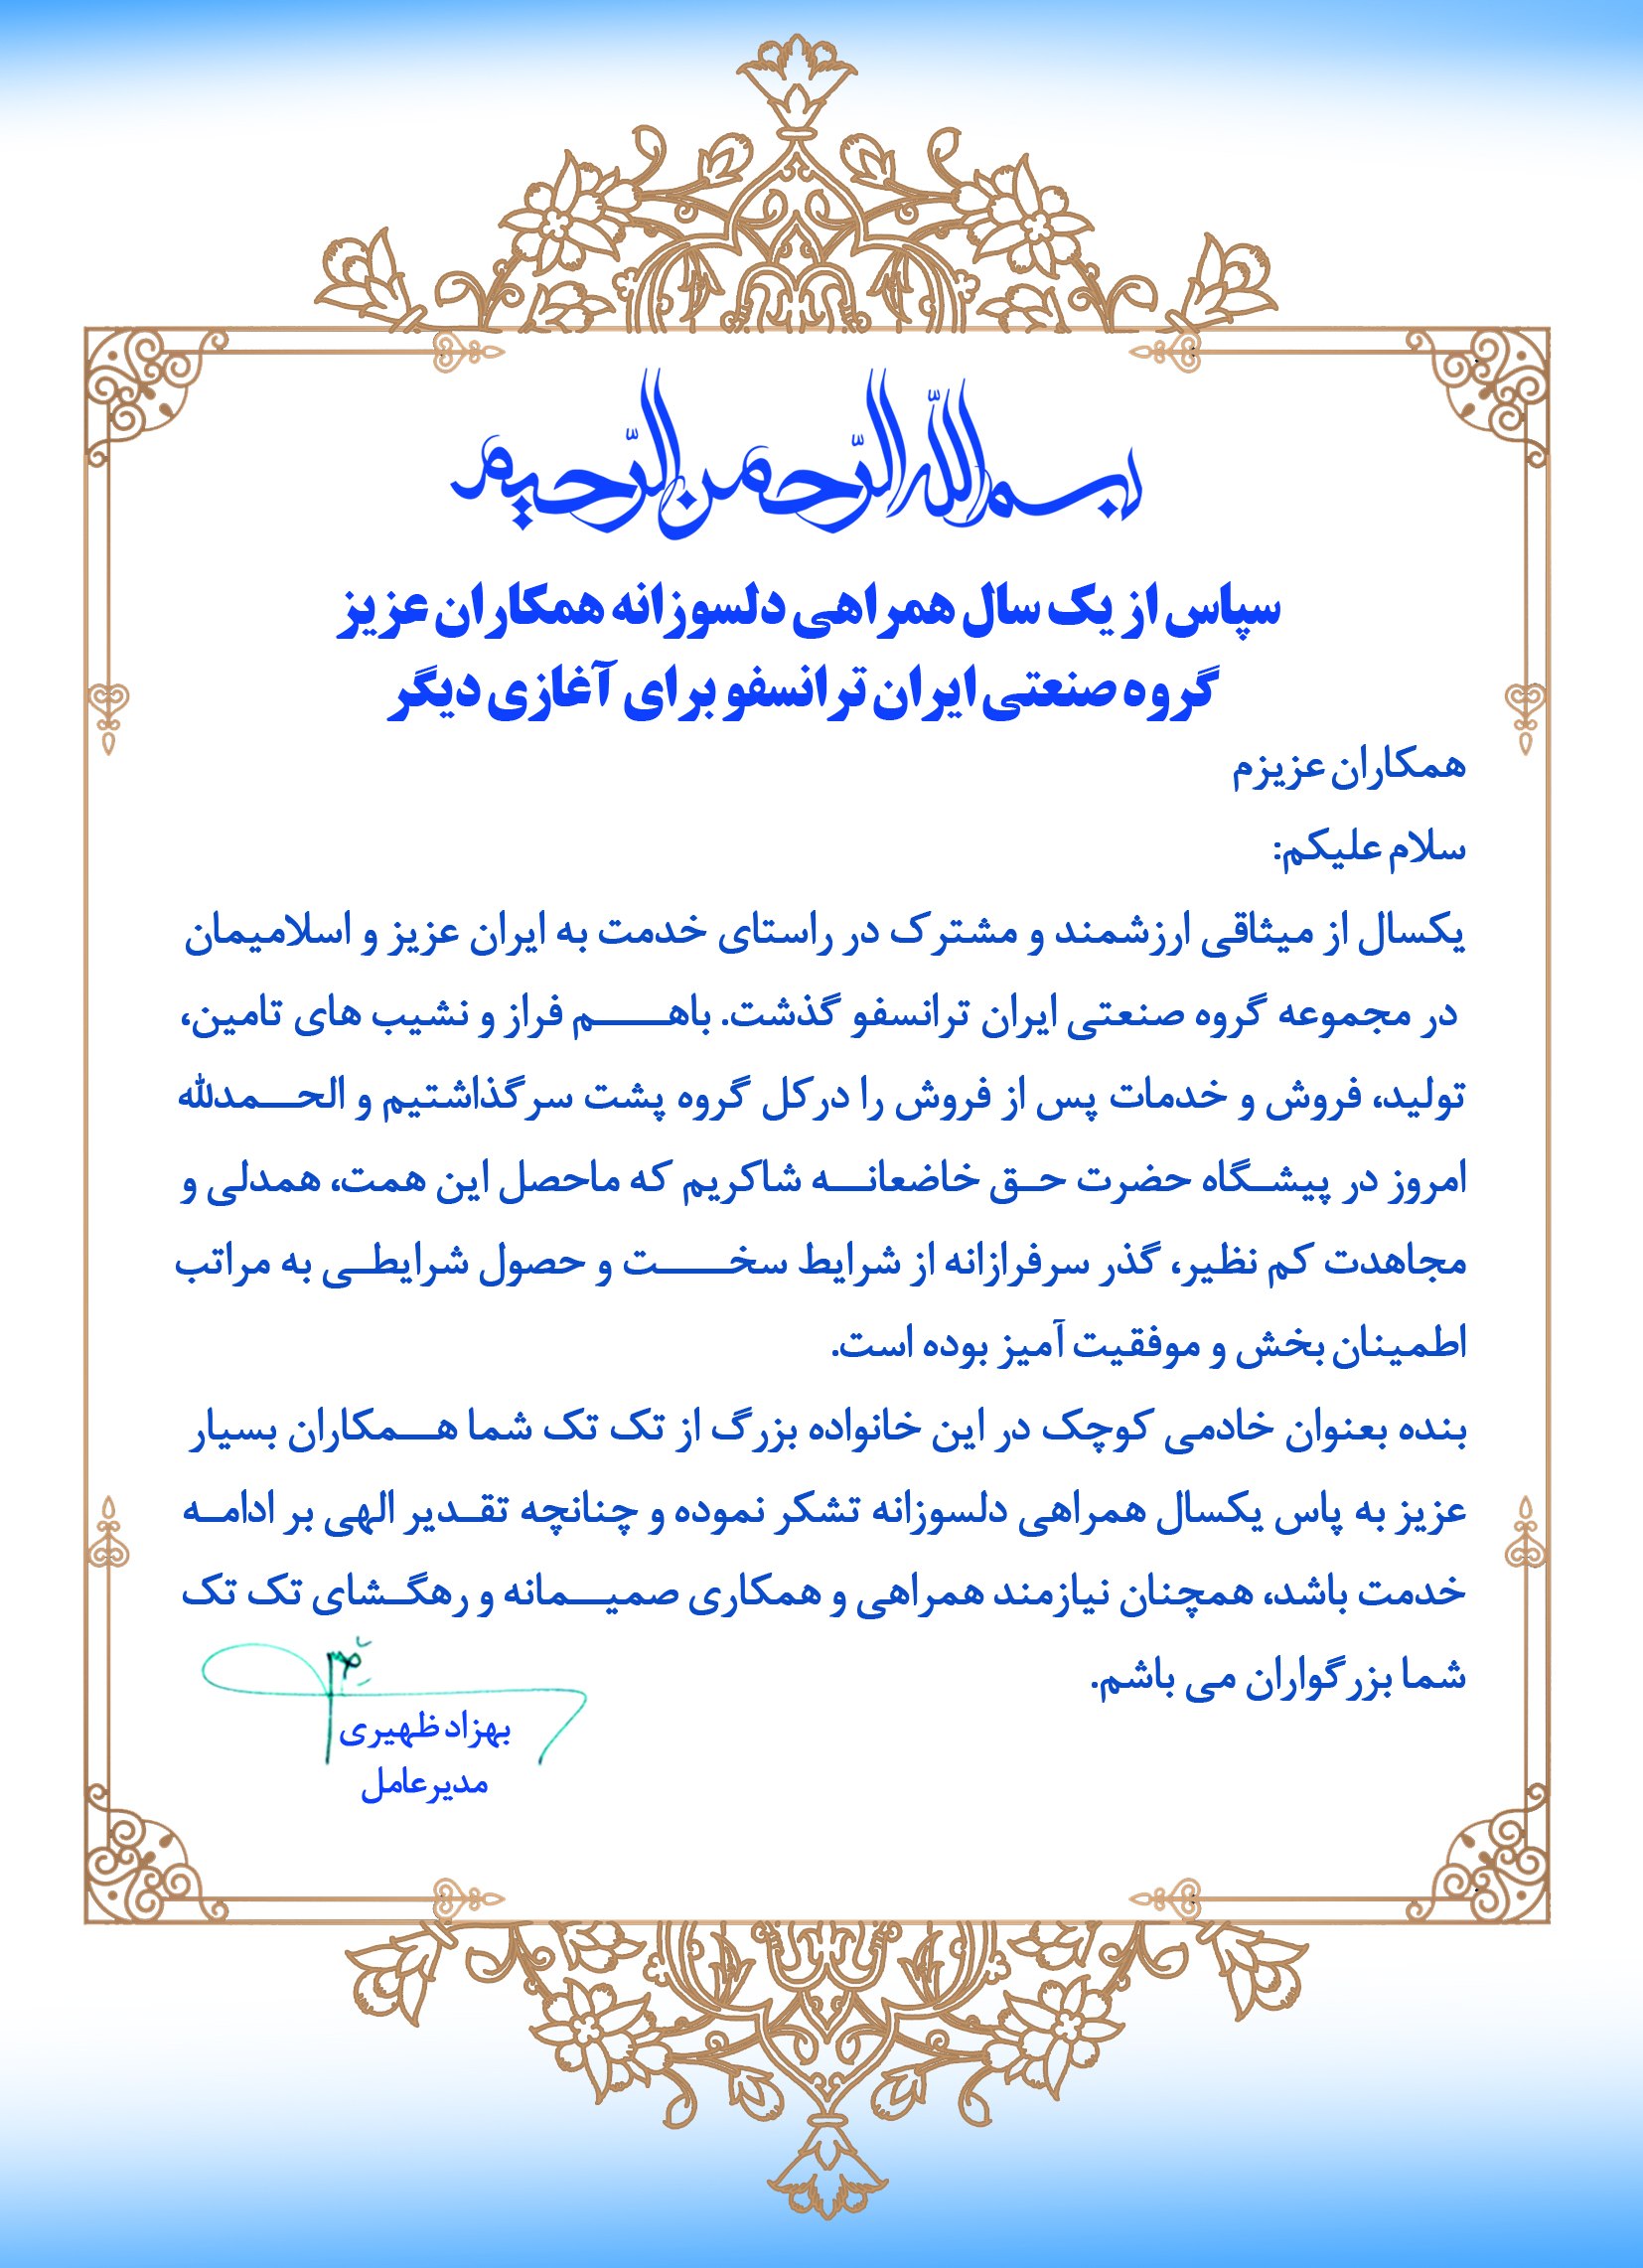 بسم الله الرحمن الرحیم
سپاس از یک سال همراهی دلسوزانه همکاران عزیز
گروه صنعتی ایران ترانسفو برای آغازی دیگر
همکاران عزیزم
سلام علیکم:
یکسال از میثاقی ارزشمند و مشترک در راستای خدمت به ایران عزیز و اسلامیمان
در مجموعه گروه صنعتی ایران ترانسفو گذشت. باهـــــم فراز و نشیب های تامین،
تولید، فروش و خدمات پس از فروش را درکل گروه پشت سرگذاشتیم و الحـــمدلله
امروز در پیشــگاه حضرت حــق خاضعانـــه شاکریم که ماحصل این همت، همدلی و
مجاهدت کم نظیر، گذر سرفرازانه از شرایط سخـــــت و حصول شرایطــی به مراتب
اطمینان بخش و موفقیت آمیز بوده است.
بنده بعنوان خادمی کوچک در این خانواده بزرگ از تک تک شما هـــمکاران بسیار
عزیز به پاس یکسال همراهی دلسوزانه تشکر نموده و چنانچه تقــدیر الهی بر ادامــه
خدمت باشد، همچنان نیازمند همراهی و همکاری صمیـــمانه و رهگــشای تک تک
شما بزرگواران می باشم.
بهزاد ظهیری
مدیرعامل